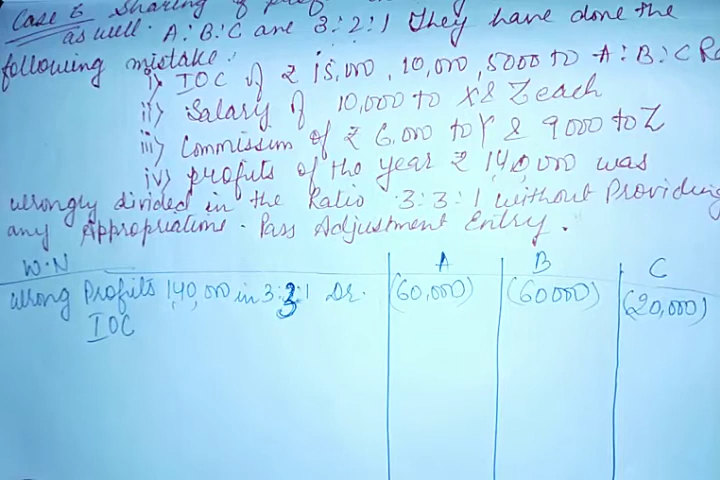 Case 6 Sharing of
as well. A:B:C are 3:2:1 They have done the
following mistake:
i) IOC of ₹ 15,000, 10,000, 5000 to A:B:C
ii) Salary of 10,000 to X & Z each
iii) Commission of ₹ 6,000 to Y & 9000 to Z
iv) profits of the year ₹ 140,000 was
wrongly divided in the Ratio 3:3:1 without Providing
any Appropriations. Pass Adjustment Entry.
W.N A B C
Wrong Profits 140,000 in 3:3:1 Dr. (60,000) (60000) (20,000)
IOC